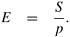 E = S/p.